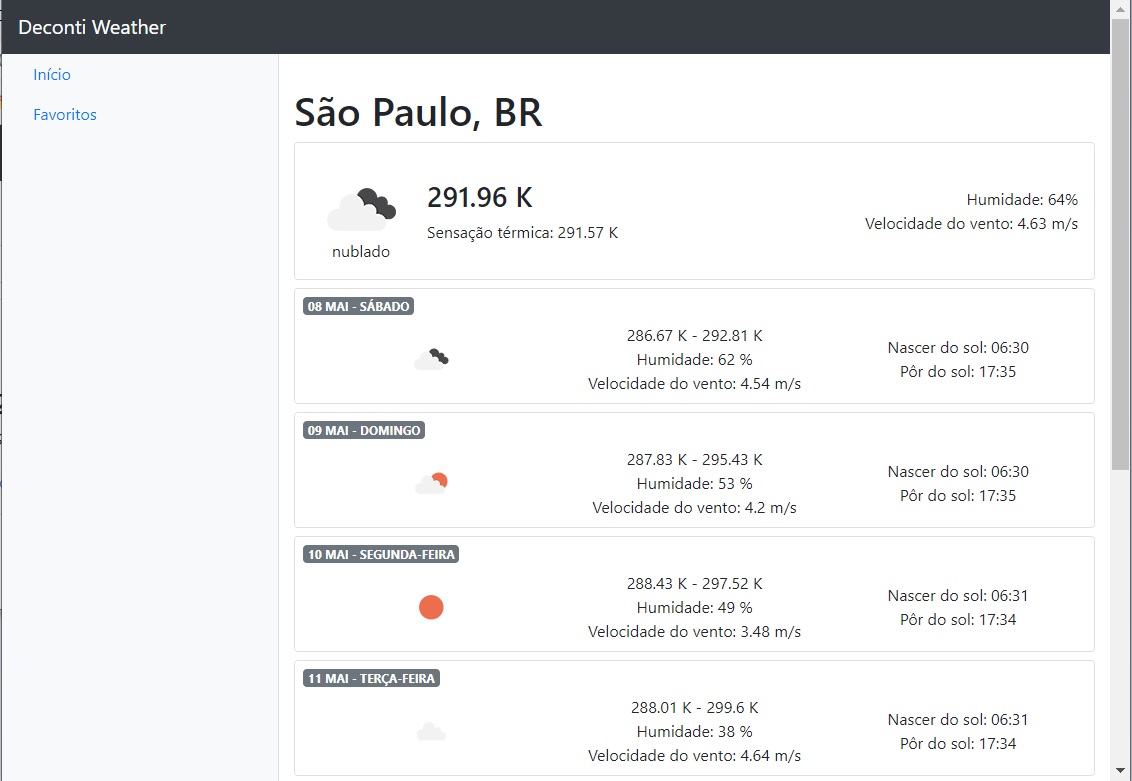 Deconti Weather
Início
Favoritos
São Paulo, BR
nublado
291.96 K
Sensação térmica: 291.57 K
Humidade: 64%
Velocidade do vento: 4.63 m/s
08 MAI - SÁBADO
286.67 K - 292.81 K
Humidade: 62 %
Velocidade do vento: 4.54 m/s
Nascer do sol: 06:30
Pôr do sol: 17:35
09 MAI - DOMINGO
287.83 K - 295.43 K
Humidade: 53 %
Velocidade do vento: 4.2 m/s
Nascer do sol: 06:30
Pôr do sol: 17:35
10 MAI - SEGUNDA-FEIRA
288.43 K - 297.52 K
Humidade: 49 %
Velocidade do vento: 3.48 m/s
Nascer do sol: 06:31
Pôr do sol: 17:34
11 MAI - TERÇA-FEIRA
288.01 K - 299.6 K
Humidade: 38 %
Velocidade do vento: 4.64 m/s
Nascer do sol: 06:31
Pôr do sol: 17:34